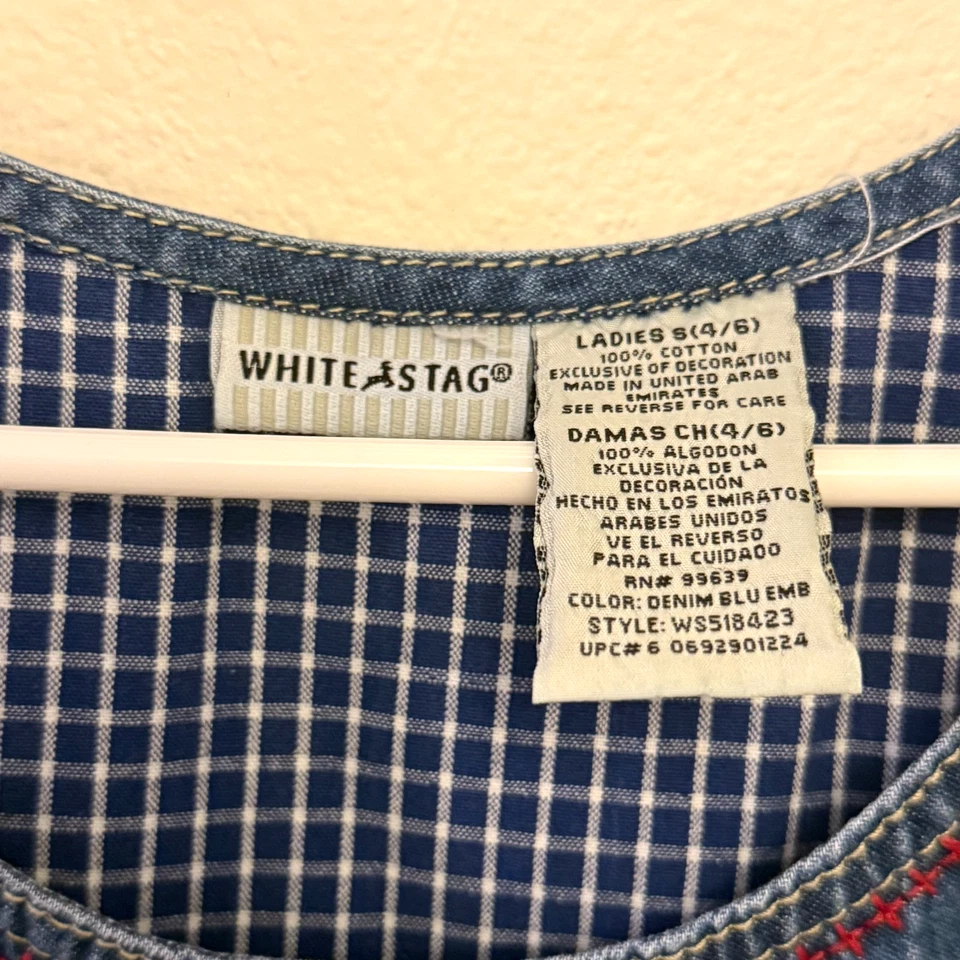 WHITE STAG®
LADIES S(4/6)
100% COTTON
EXCLUSIVE OF DECORATION
MADE IN UNITED ARAB
EMIRATES
SEE REVERSE FOR CARE
DAMAS CH(4/6)
100% ALGODON
EXCLUSIVA DE LA
DECORACIÓN
HECHO EN LOS EMIRATOS
ARABES UNIDOS
VE EL REVERSO
PARA EL CUIDADO
RN# 99639
COLOR: DENIM BLU EMB
STYLE: WS518423
UPC# 6 0692901224